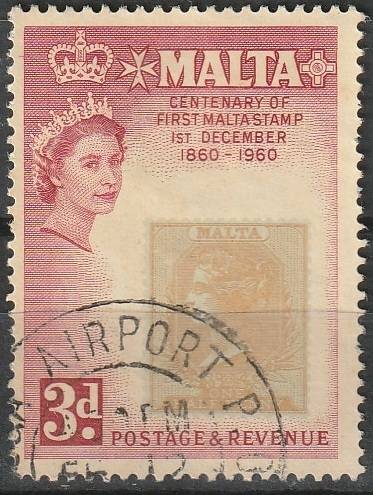 MALTA
CENTENARY OF
FIRST MALTA STAMP
1ST DECEMBER
1860-1960
MALTA
AIRPORT P
3d
POSTAGE & REVENUE